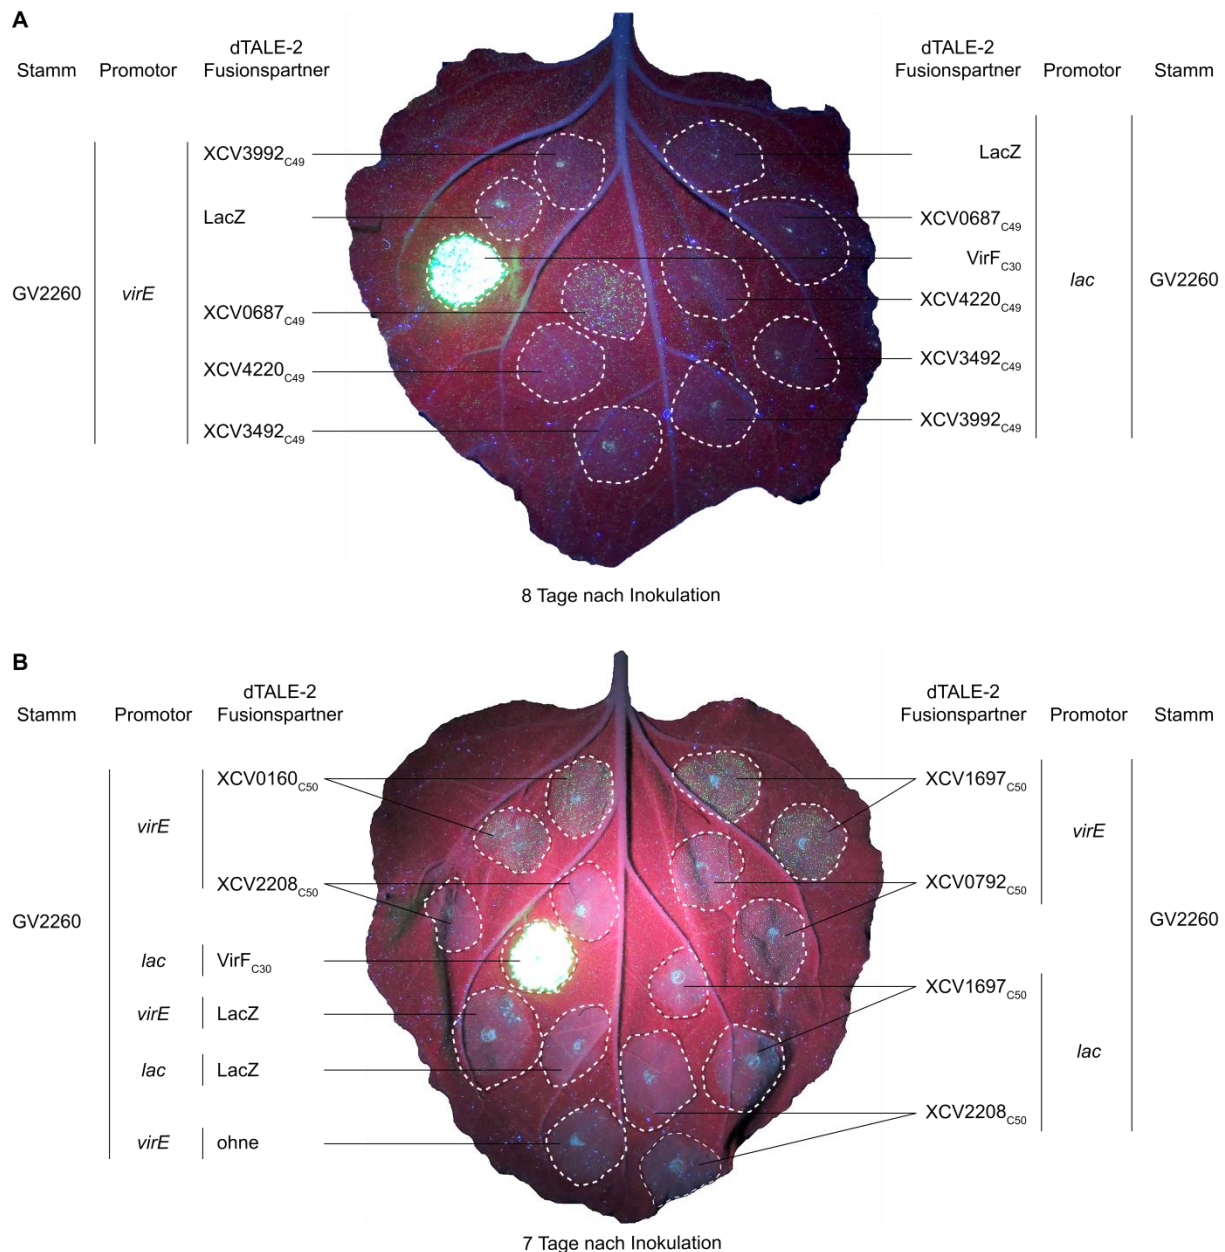 A
Stamm
Promotor
dTALE-2
Fusionspartner
dTALE-2
Fusionspartner
Promotor
Stamm
XCV3992C49
LacZ
GV2260
virE
XCV0687C49
XCV4220C49
XCV3492C49
LacZ
XCV0687C49
VirFC30
XCV4220C49
lac
GV2260
XCV3492C49
XCV3992C49
8 Tage nach Inokulation
B
Stamm
Promotor
dTALE-2
Fusionspartner
dTALE-2
Fusionspartner
Promotor
Stamm
XCV0160C50
virE
XCV2208C50
GV2260
lac
VirFC30
virE
LacZ
lac
LacZ
virE
ohne
XCV1697C50
virE
XCV0792C50
GV2260
XCV1697C50
lac
XCV2208C50
7 Tage nach Inokulation